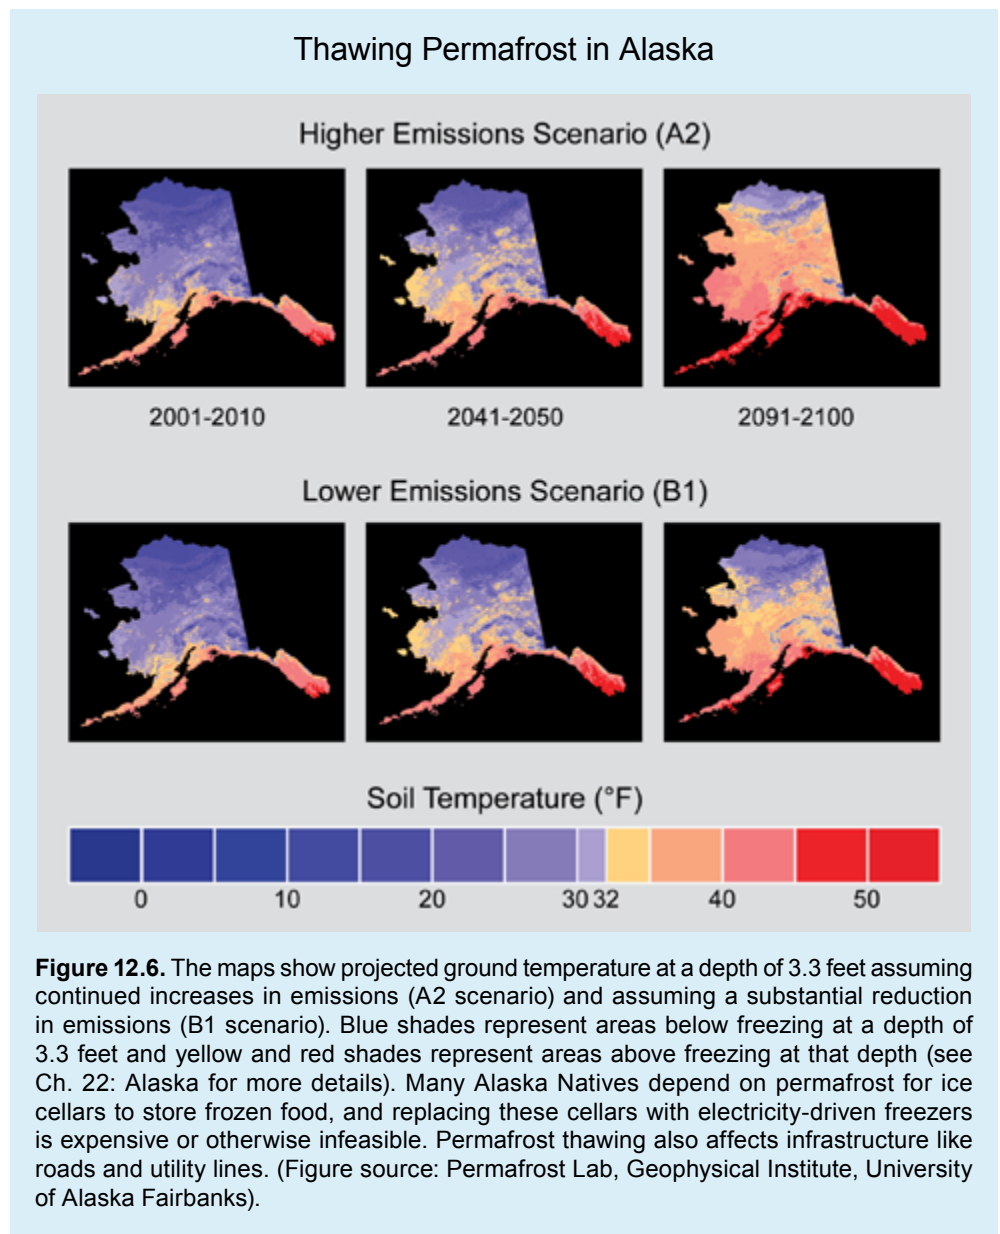 Thawing Permafrost in Alaska
Higher Emissions Scenario (A2)
2001-2010 2041-2050 2091-2100
Lower Emissions Scenario (B1)
Soil Temperature (°F)
0 10 20 30 32 40 50
Figure 12.6. The maps show projected ground temperature at a depth of 3.3 feet assuming
continued increases in emissions (A2 scenario) and assuming a substantial reduction
in emissions (B1 scenario). Blue shades represent areas below freezing at a depth of
3.3 feet and yellow and red shades represent areas above freezing at that depth (see
Ch. 22: Alaska for more details). Many Alaska Natives depend on permafrost for ice
cellars to store frozen food, and replacing these cellars with electricity-driven freezers
is expensive or otherwise infeasible. Permafrost thawing also affects infrastructure like
roads and utility lines. (Figure source: Permafrost Lab, Geophysical Institute, University
of Alaska Fairbanks).